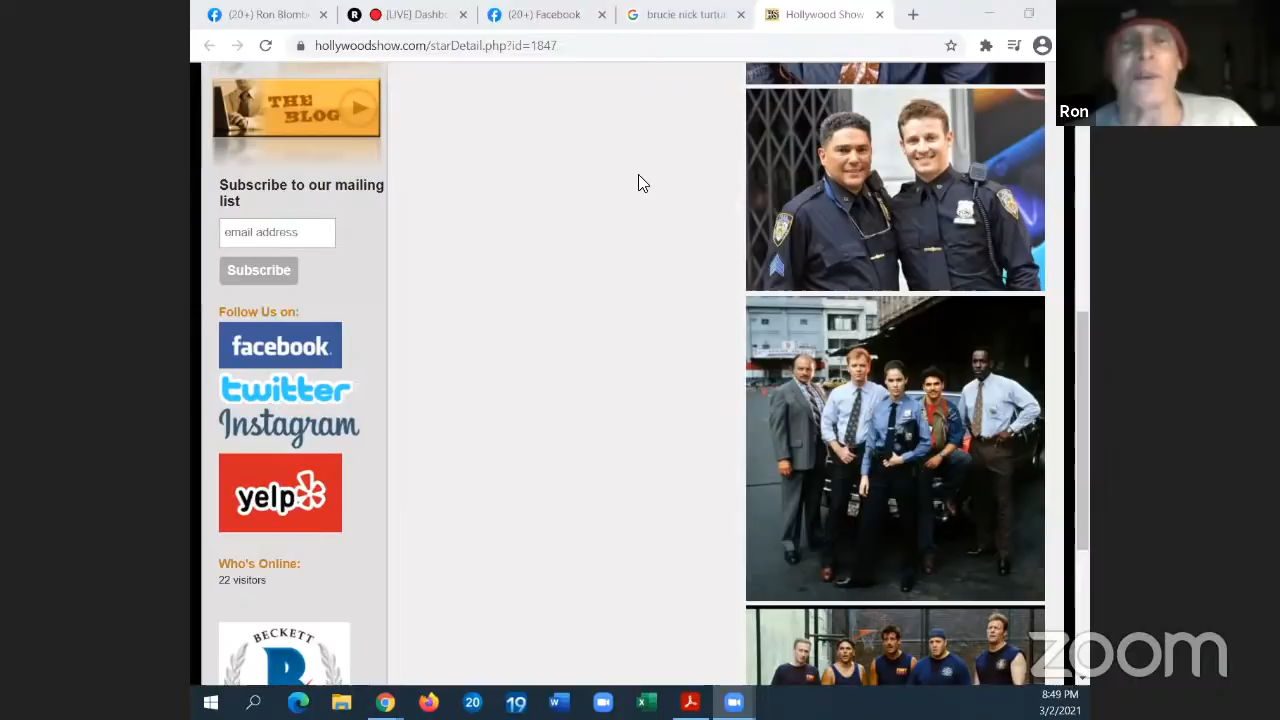 (20+) Ron Blombe
[LIVE] Dashbo
(20+) Facebook
brucie nick turtur
Hollywood Show
hollywoodshow.com/starDetail.php?id=1847
Ron
THE
BLOG
Subscribe to our mailing
list
email address
Subscribe
Follow Us on:
facebook
twitter
Instagram
yelp
Who's Online:
22 visitors
BECKETT
B
zoom
20
19
8:49 PM
3/2/2021